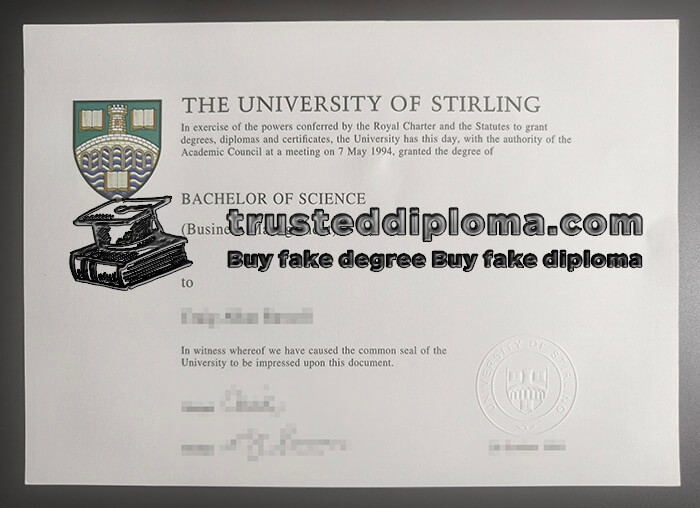 THE UNIVERSITY OF STIRLING
In exercise of the powers conferred by the Royal Charter and the Statutes to grant
degrees, diplomas and certificates, the University has this day, with the authority of the
Academic Council at a meeting on 7 May 1994, granted the degree of
BACHELOR OF SCIENCE
trusteddiploma.com
Buy fake degree Buy fake diploma
to
In witness whereof we have caused the common seal of the
University to be impressed upon this document.
UNIVERSITY OF STIRLING